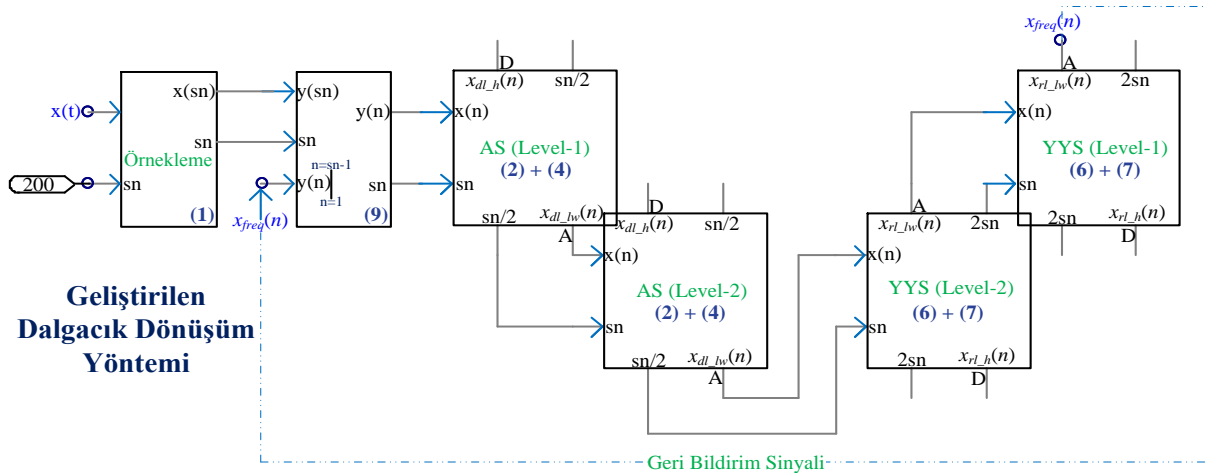 x(t)
200
x(sn)
sn
Örnekleme
sn
(1)
y(sn)
y(n)
sn
n=sn-1
y(n)|
n=1
sn
(9)
x_freq(n)
D
x_dl_h(n)
sn/2
x(n)
AS (Level-1)
(2) + (4)
sn
sn/2
x_dl_lw(n)
A
D
x_dl_h(n)
sn/2
x(n)
AS (Level-2)
(2) + (4)
sn
sn/2
x_dl_lw(n)
A
A
x_rl_lw(n)
2sn
x(n)
YYS (Level-2)
(6) + (7)
sn
2sn
x_rl_h(n)
D
x_freq(n)
A
x_rl_lw(n)
2sn
x(n)
YYS (Level-1)
(6) + (7)
sn
2sn
x_rl_h(n)
D
Geliştirilen
Dalgacık Dönüşüm
Yöntemi
Geri Bildirim Sinyali